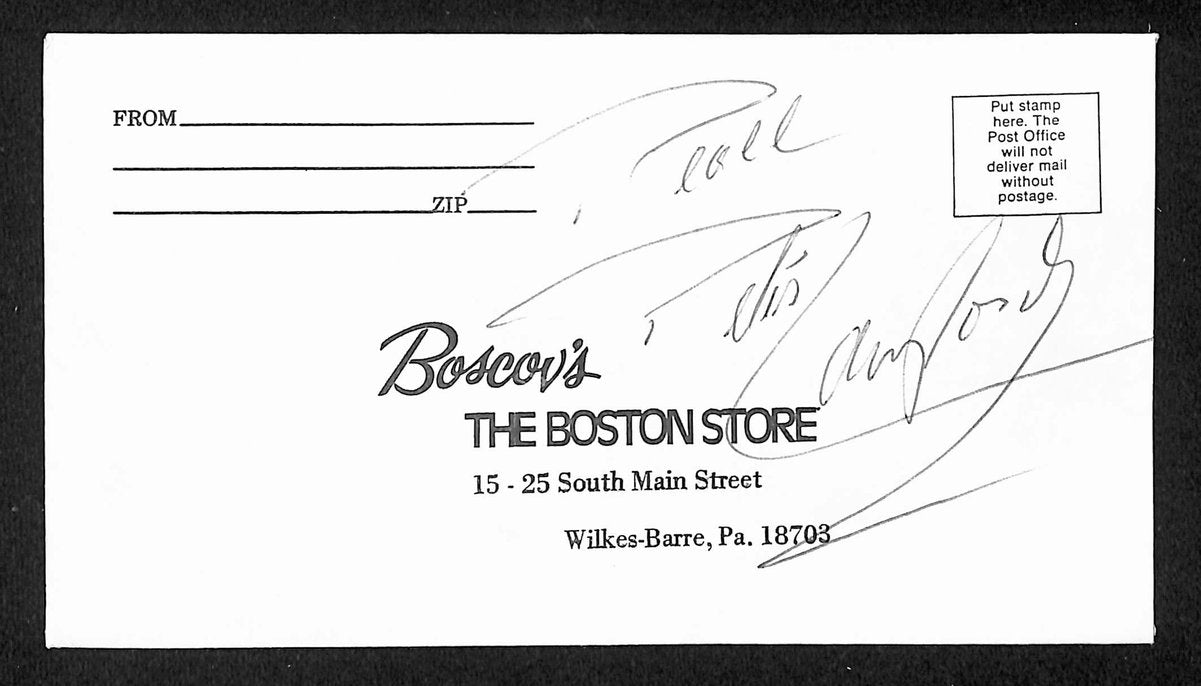 FROM
ZIP
Put stamp
here. The
Post Office
will not
deliver mail
without
postage.
Boscov's
THE BOSTON STORE
15 - 25 South Main Street
Wilkes-Barre, Pa. 18703